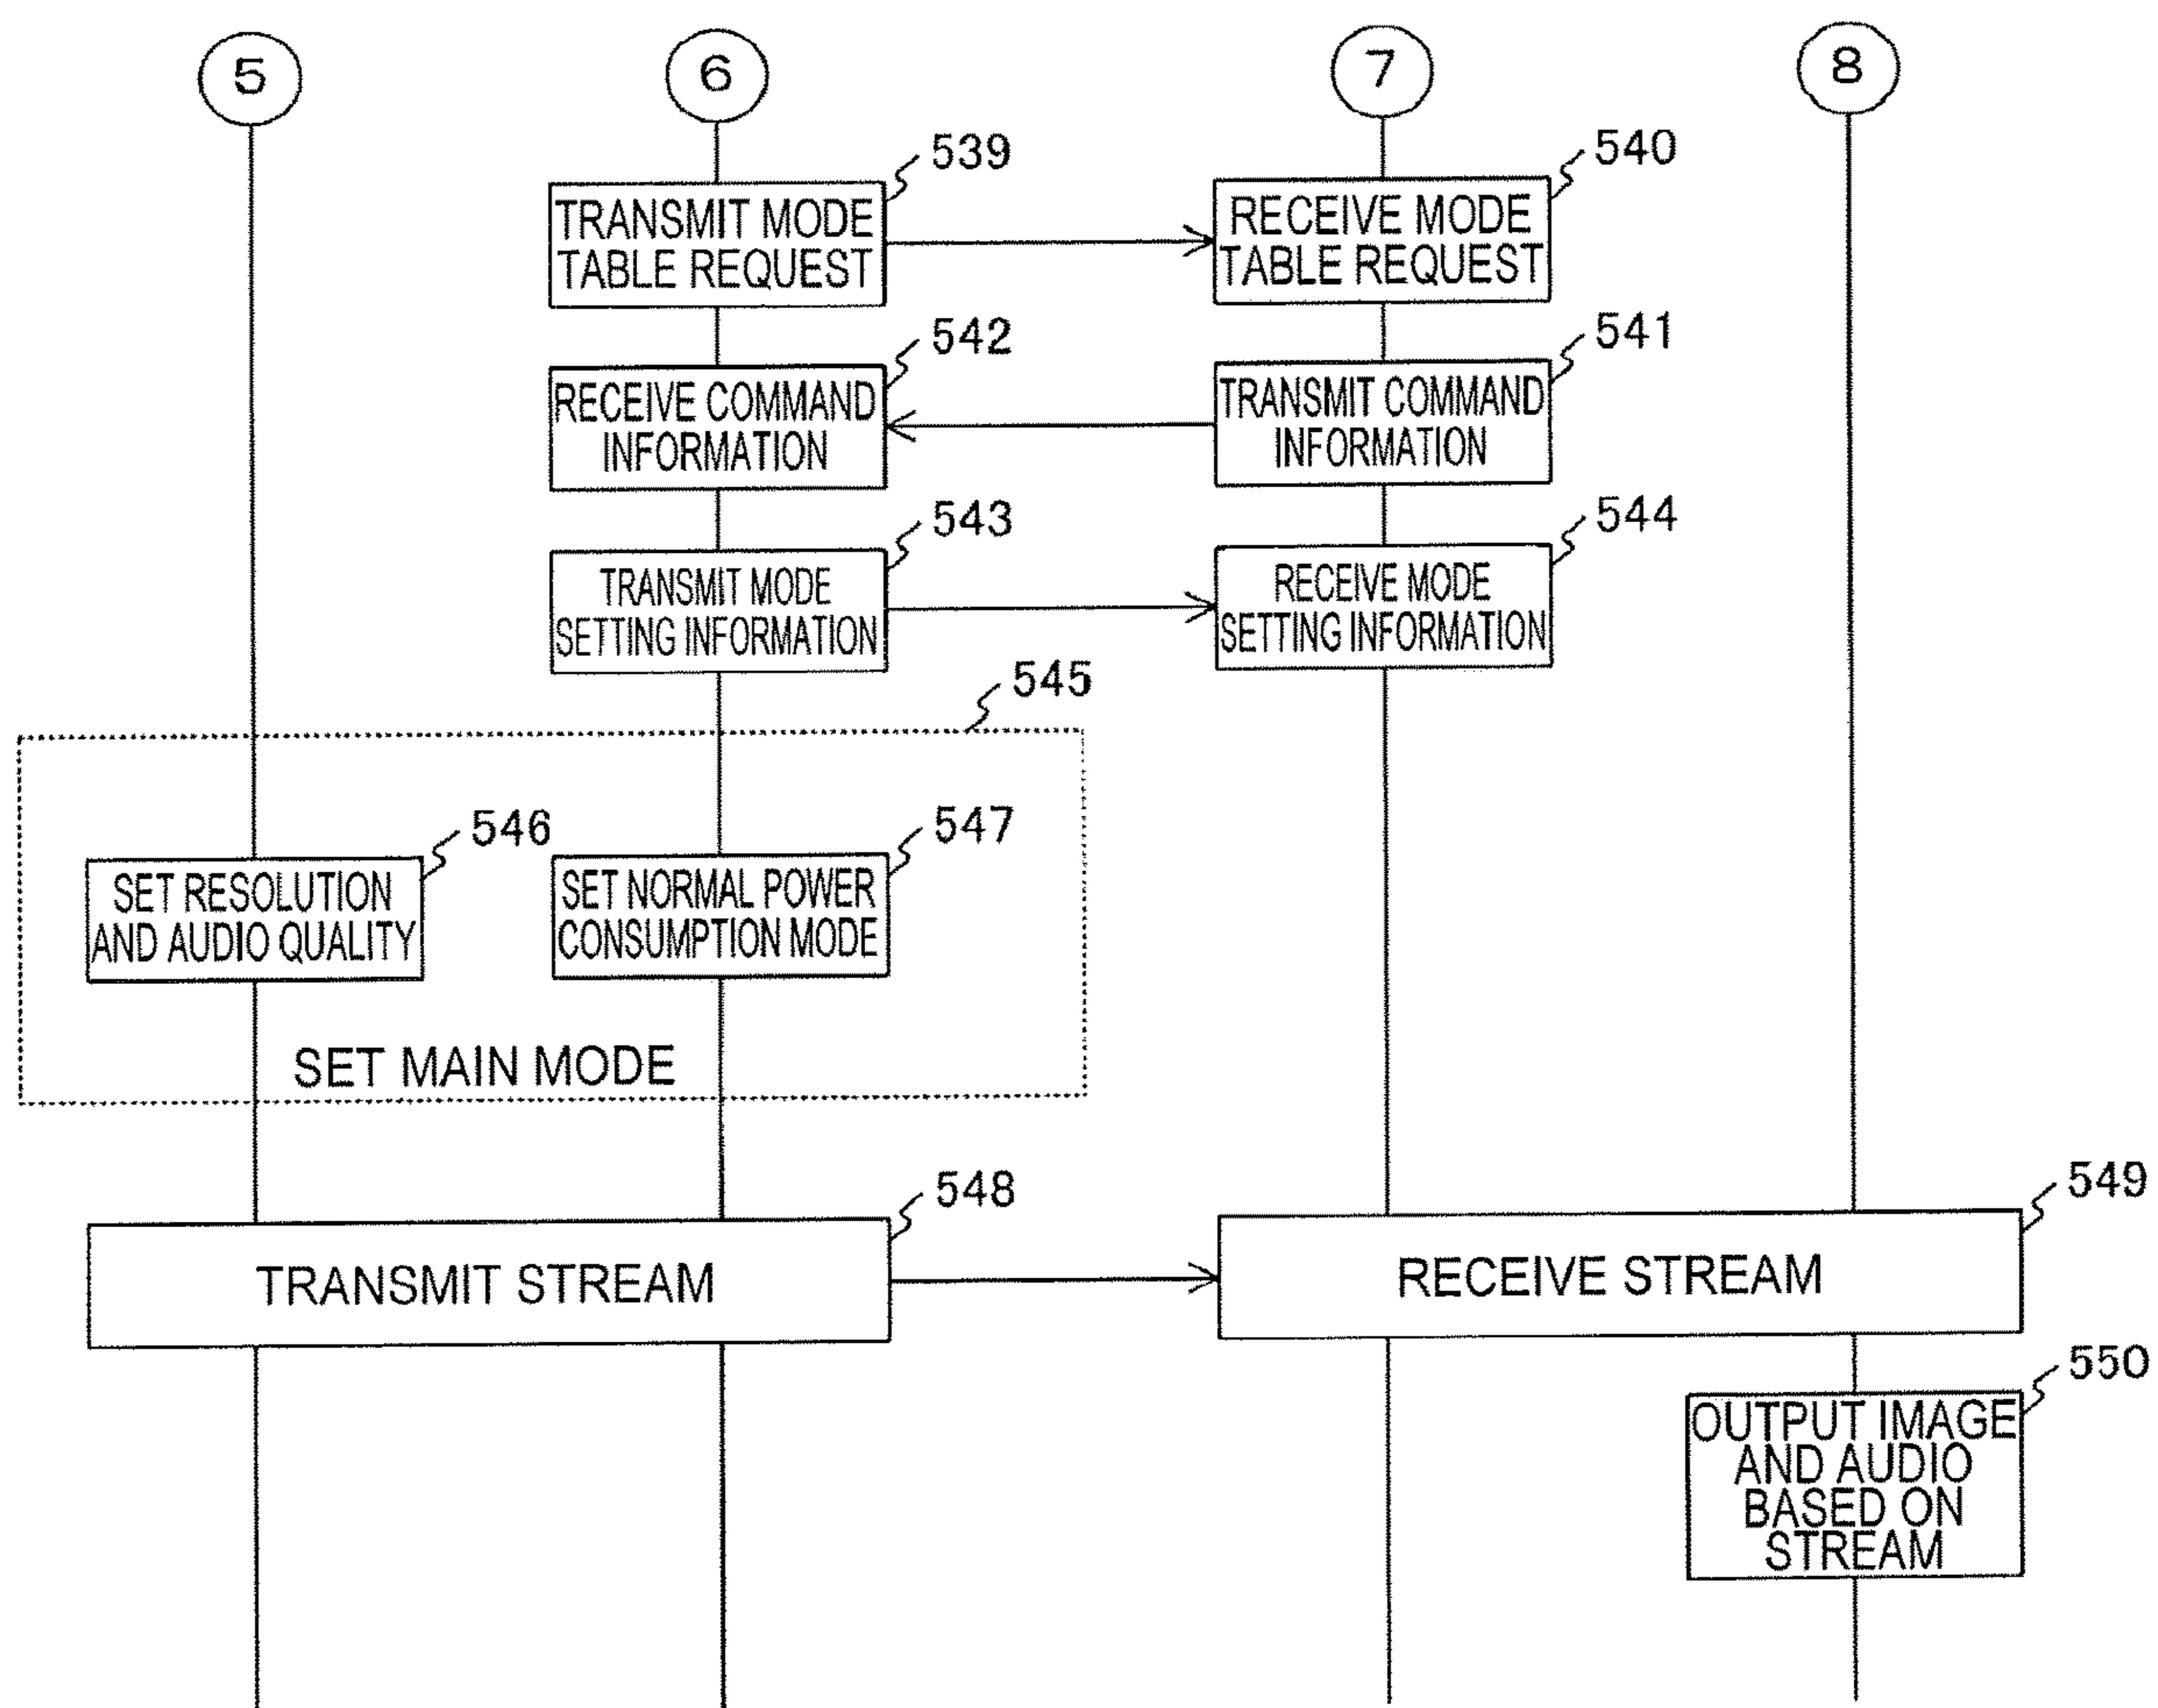 5
6
7
8
539
TRANSMIT MODE
TABLE REQUEST
540
RECEIVE MODE
TABLE REQUEST
542
RECEIVE COMMAND
INFORMATION
541
TRANSMIT COMMAND
INFORMATION
543
TRANSMIT MODE
SETTING INFORMATION
544
RECEIVE MODE
SETTING INFORMATION
545
546
SET RESOLUTION
AND AUDIO QUALITY
547
SET NORMAL POWER
CONSUMPTION MODE
SET MAIN MODE
548
TRANSMIT STREAM
549
RECEIVE STREAM
550
OUTPUT IMAGE
AND AUDIO
BASED ON
STREAM